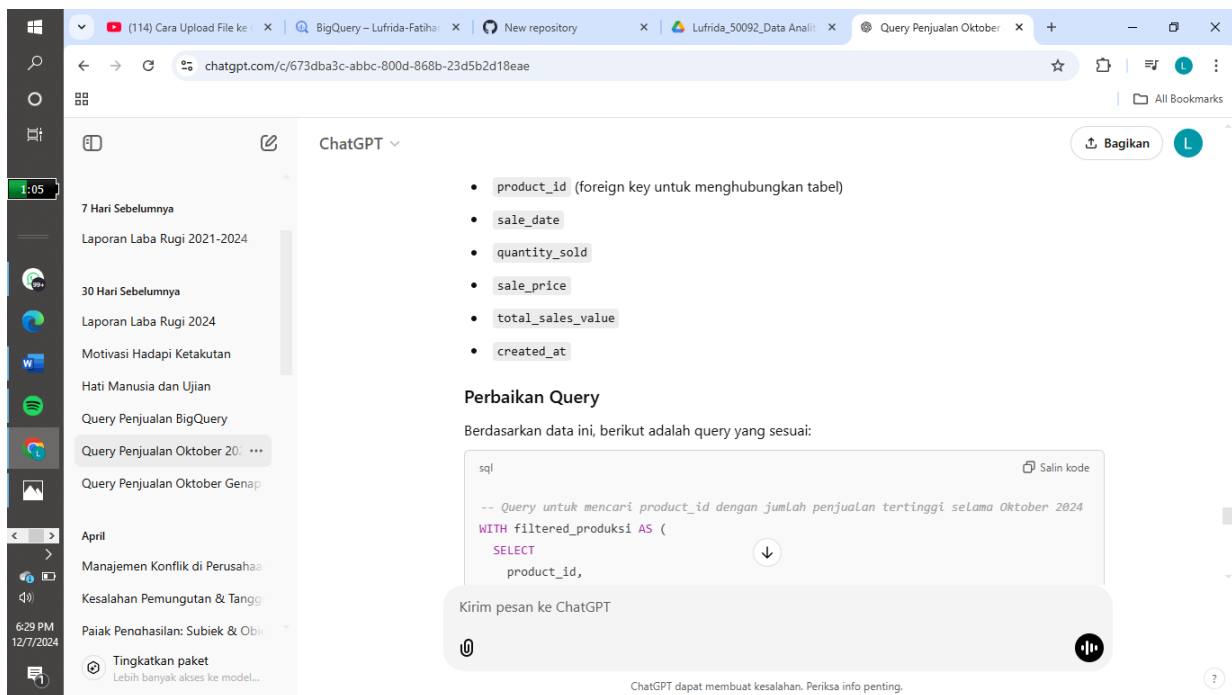 (114) Cara Upload File ke
BigQuery – Lufrida-Fatiha
New repository
Lufrida_50092_Data Analit
Query Penjualan Oktober
chatgpt.com/c/673dba3c-abbc-800d-868b-23d5b2d18eae
L
All Bookmarks
ChatGPT
Bagikan
L
1:05
99+
W
L
6:29 PM
12/7/2024
1
7 Hari Sebelumnya
Laporan Laba Rugi 2021-2024
30 Hari Sebelumnya
Laporan Laba Rugi 2024
Motivasi Hadapi Ketakutan
Hati Manusia dan Ujian
Query Penjualan BigQuery
Query Penjualan Oktober 202
Query Penjualan Oktober Genap
April
Manajemen Konflik di Perusahaa
Kesalahan Pemungutan & Tangg
Pajak Penghasilan: Subjek & Obj
Tingkatkan paket
Lebih banyak akses ke model...
• product_id (foreign key untuk menghubungkan tabel)
• sale_date
• quantity_sold
• sale_price
• total_sales_value
• created_at
Perbaikan Query
Berdasarkan data ini, berikut adalah query yang sesuai:
sql
Salin kode
-- Query untuk mencari product_id dengan jumlah penjualan tertinggi selama Oktober 2024
WITH filtered_produksi AS (
SELECT
product_id,
Kirim pesan ke ChatGPT
ChatGPT dapat membuat kesalahan. Periksa info penting.
?